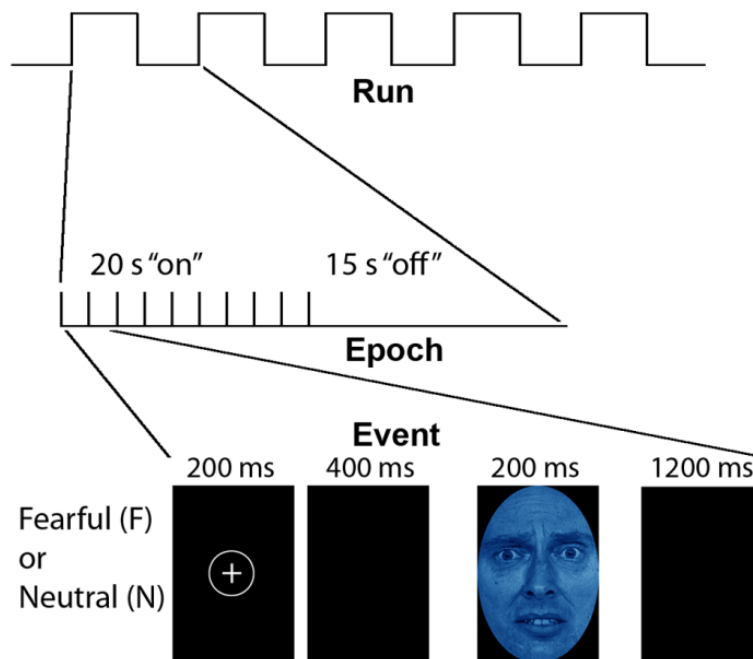 Run
20 s “on” 15 s “off”
Epoch
Event
200 ms 400 ms 200 ms 1200 ms
Fearful (F)
or
Neutral (N)